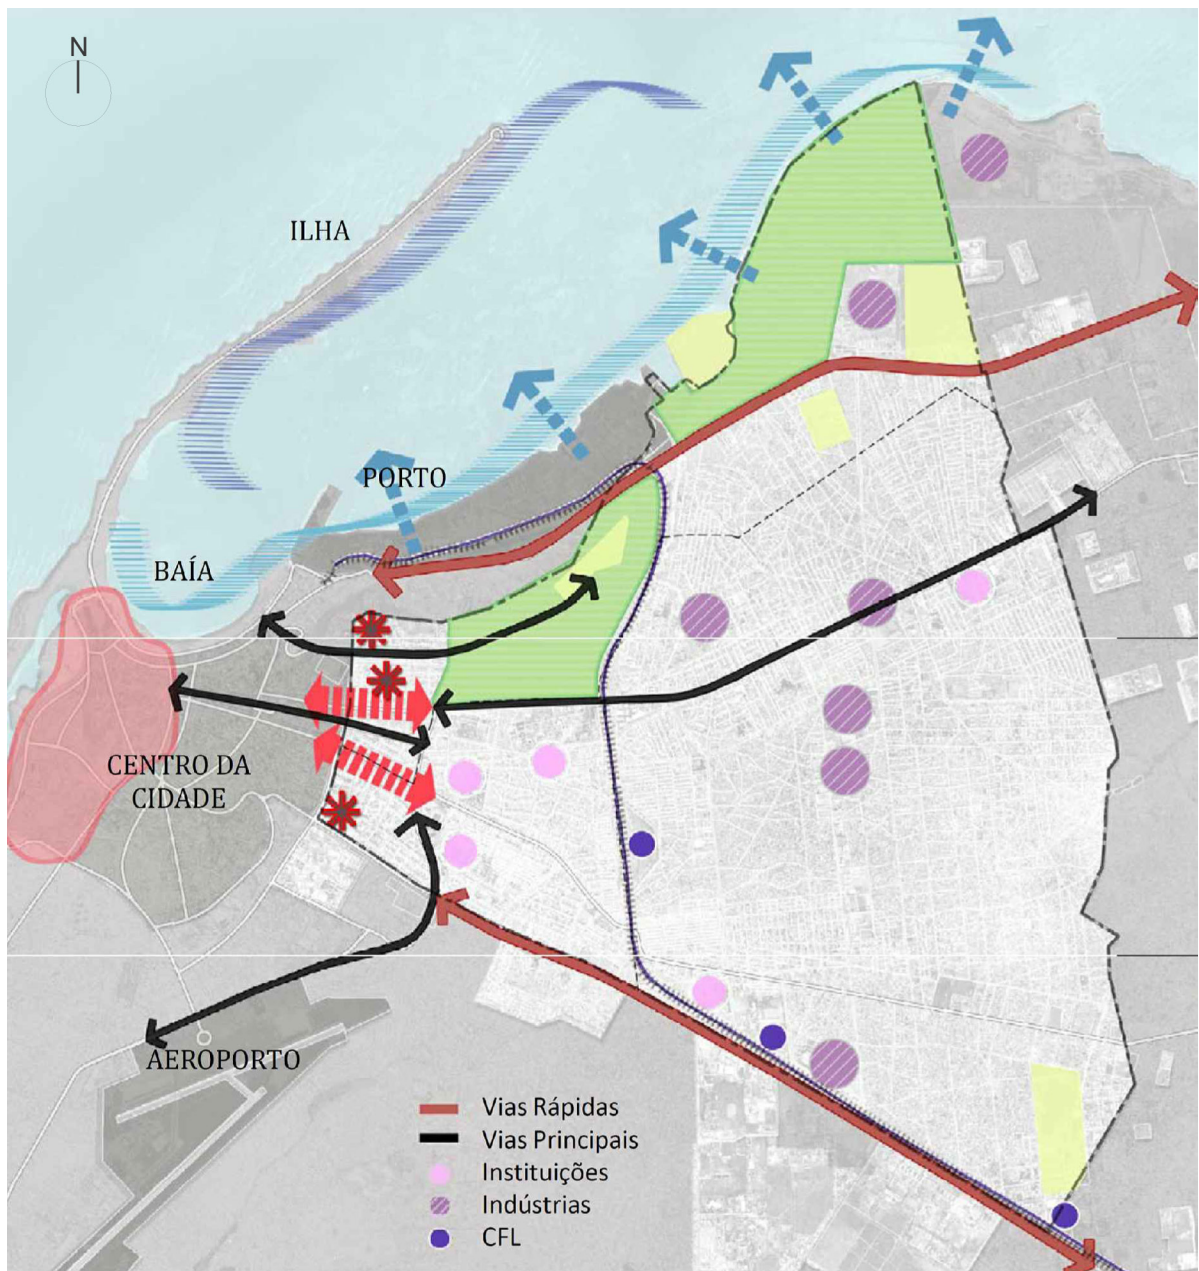 N
ILHA
PORTO
BAÍA
CENTRO DA
CIDADE
AEROPORTO
Vias Rápidas
Vias Principais
Instituições
Indústrias
CFL